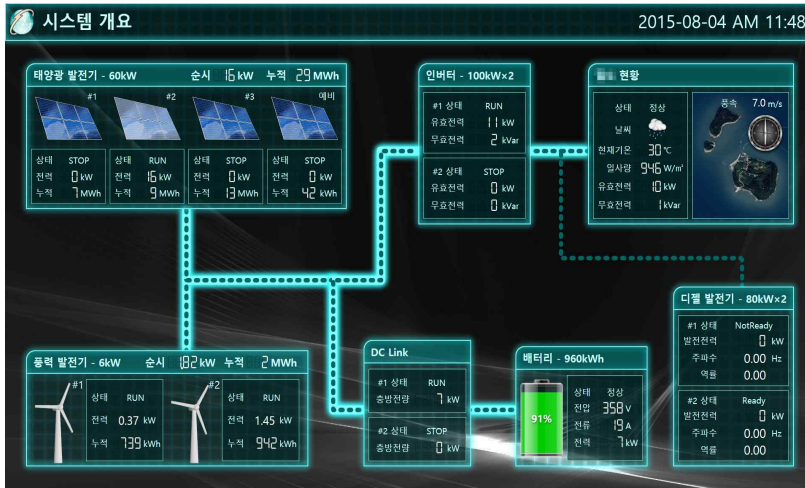 시스템 개요
2015-08-04 AM 11:48
태양광 발전기 - 60kW 순시 16 kW 누적 29 MWh
#1 #2 #3 예비
상태 STOP 상태 RUN 상태 STOP 상태 STOP
전력 0 kW 전력 16 kW 전력 0 kW 전력 0 kW
누적 7 MWh 누적 9 MWh 누적 13 MWh 누적 42 kWh
인버터 - 100kW×2
#1 상태 RUN
유효전력 11 kW
무효전력 2 kVar
#2 상태 STOP
유효전력 0 kW
무효전력 0 kVar
현황
상태 정상
날씨
현재기온 30 ℃
일사량 946 W/m²
유효전력 10 kW
무효전력 1 kVar
풍속 7.0 m/s
풍력 발전기 - 6kW 순시 1.82 kW 누적 2 MWh
#1 #2
상태 RUN 상태 RUN
전력 0.37 kW 전력 1.45 kW
누적 739 kWh 누적 942 kWh
DC Link
#1 상태 RUN
충방전량 7 kW
#2 상태 STOP
충방전량 0 kW
배터리 - 960kWh
91%
상태 정상
전압 358 V
전류 19 A
전력 7 kW
디젤 발전기 - 80kW×2
#1 상태 NotReady
발전전력 0 kW
주파수 0.00 Hz
역률 0.00
#2 상태 Ready
발전전력 0 kW
주파수 0.00 Hz
역률 0.00